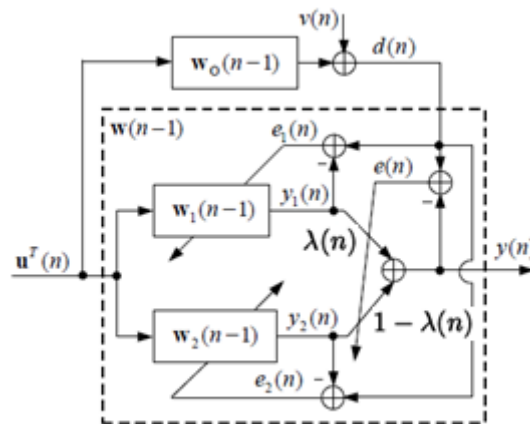 v(n)
w_o(n-1)
d(n)
w(n-1)
e_1(n)
e(n)
w_1(n-1)
y_1(n)
-
-
λ(n)
u^T(n)
y(n)
w_2(n-1)
y_2(n)
1 - λ(n)
e_2(n)
-